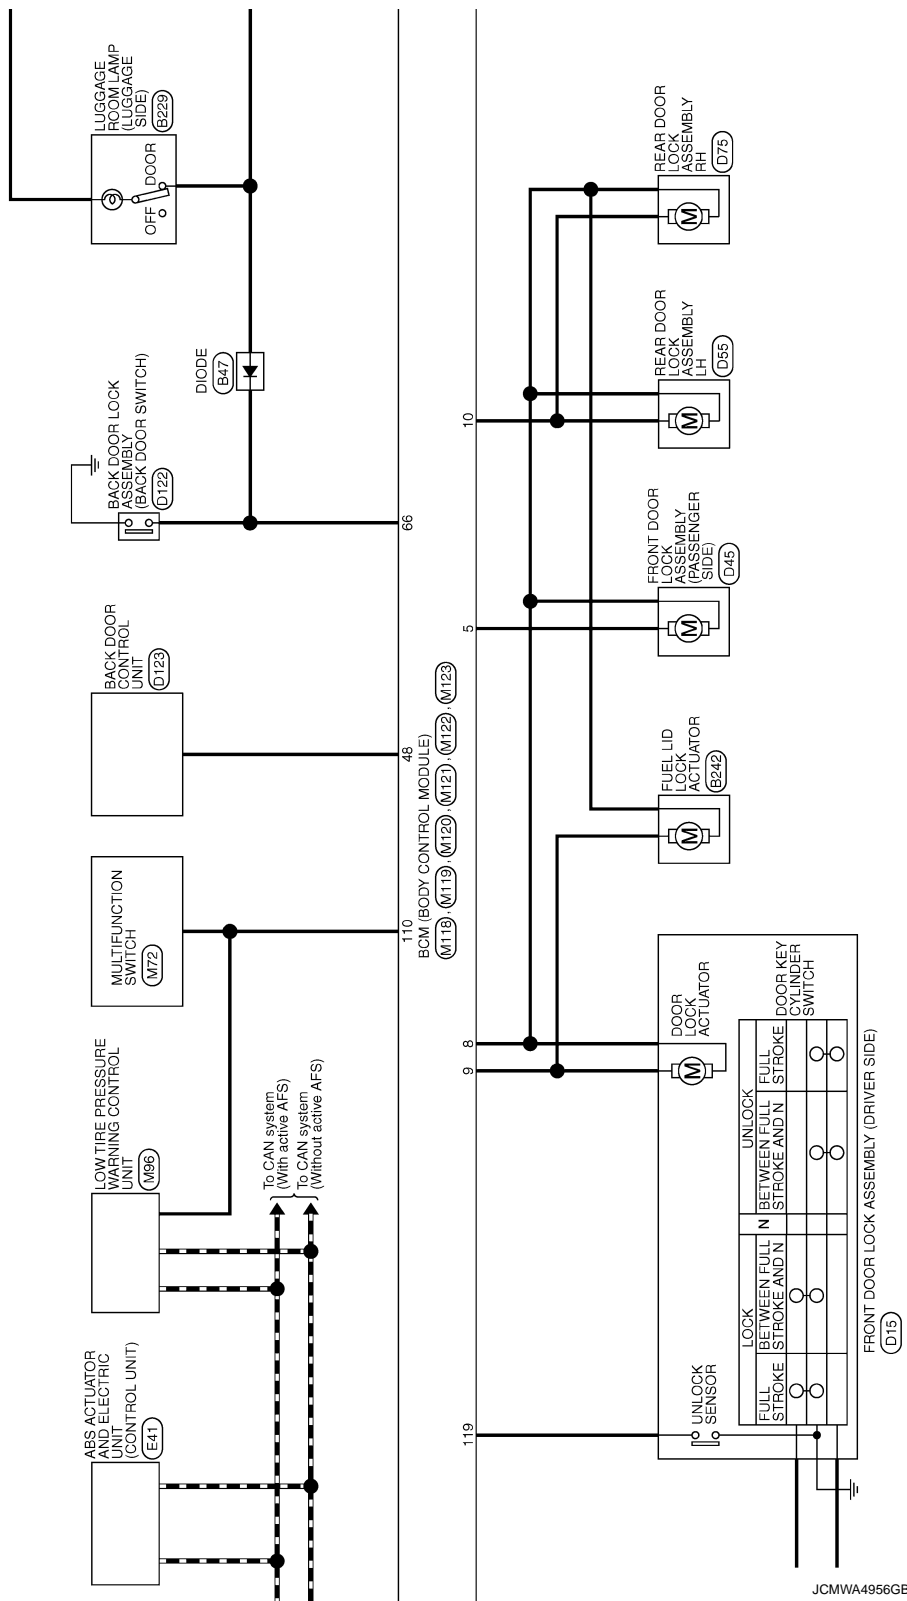 LUGGAGE
ROOM LAMP
(LUGGAGE
SIDE)
B229
DOOR
OFF
DIODE
B47
BACK DOOR LOCK
ASSEMBLY
(BACK DOOR SWITCH)
D122
66
BACK DOOR
CONTROL
UNIT
D123
48
MULTIFUNCTION
SWITCH
M72
110
BCM (BODY CONTROL MODULE)
M118 , M119 , M120 , M121 , M122 , M123
LOW TIRE PRESSURE
WARNING CONTROL
UNIT
M96
To CAN system
(With active AFS)
To CAN system
(Without active AFS)
ABS ACTUATOR
AND ELECTRIC
UNIT
(CONTROL UNIT)
E41
REAR DOOR
LOCK
ASSEMBLY
RH
D75
M
REAR DOOR
LOCK
ASSEMBLY
LH
D55
M
10
FRONT DOOR
LOCK
ASSEMBLY
(PASSENGER
SIDE)
D45
M
5
FUEL LID
LOCK
ACTUATOR
B242
M
8
9
DOOR
LOCK
ACTUATOR
M
DOOR KEY
CYLINDER
SWITCH
UNLOCK
FULL
STROKE
BETWEEN FULL
STROKE AND N
N
LOCK
BETWEEN FULL
STROKE AND N
FULL
STROKE
UNLOCK
SENSOR
119
FRONT DOOR LOCK ASSEMBLY (DRIVER SIDE)
D15
JCMWA4956GB